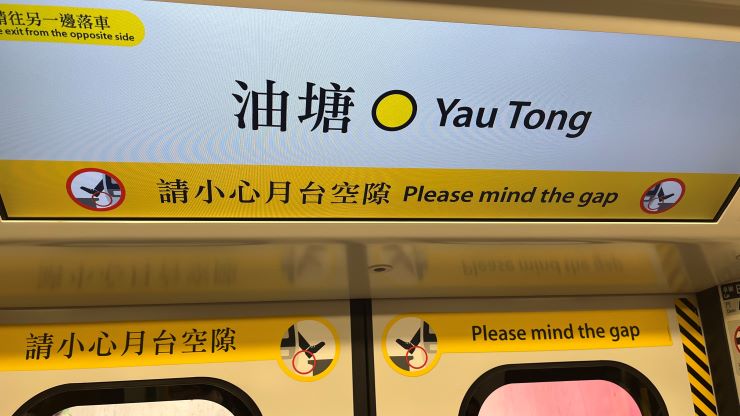 請往另一邊落車
exit from the opposite side
油塘 Yau Tong
請小心月台空隙 Please mind the gap
請小心月台空隙 Please mind the gap